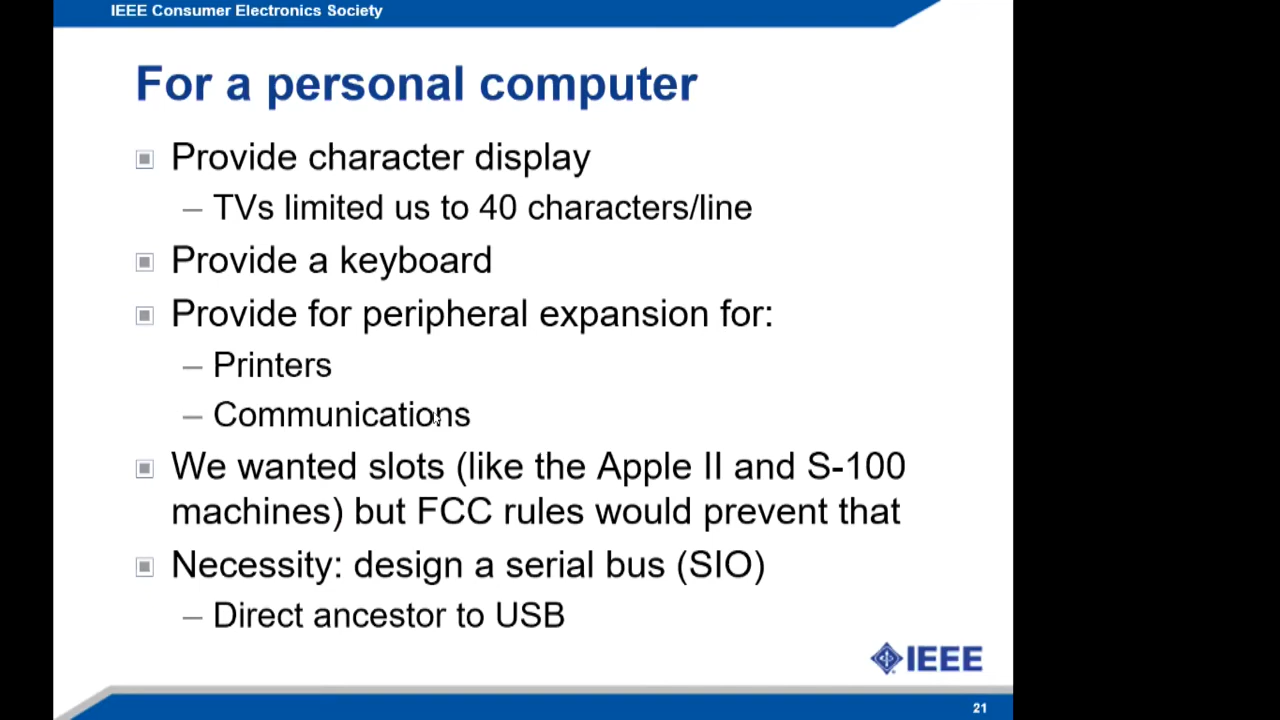 IEEE Consumer Electronics Society
For a personal computer
Provide character display
– TVs limited us to 40 characters/line
Provide a keyboard
Provide for peripheral expansion for:
– Printers
– Communications
We wanted slots (like the Apple II and S-100
machines) but FCC rules would prevent that
Necessity: design a serial bus (SIO)
– Direct ancestor to USB
IEEE
21